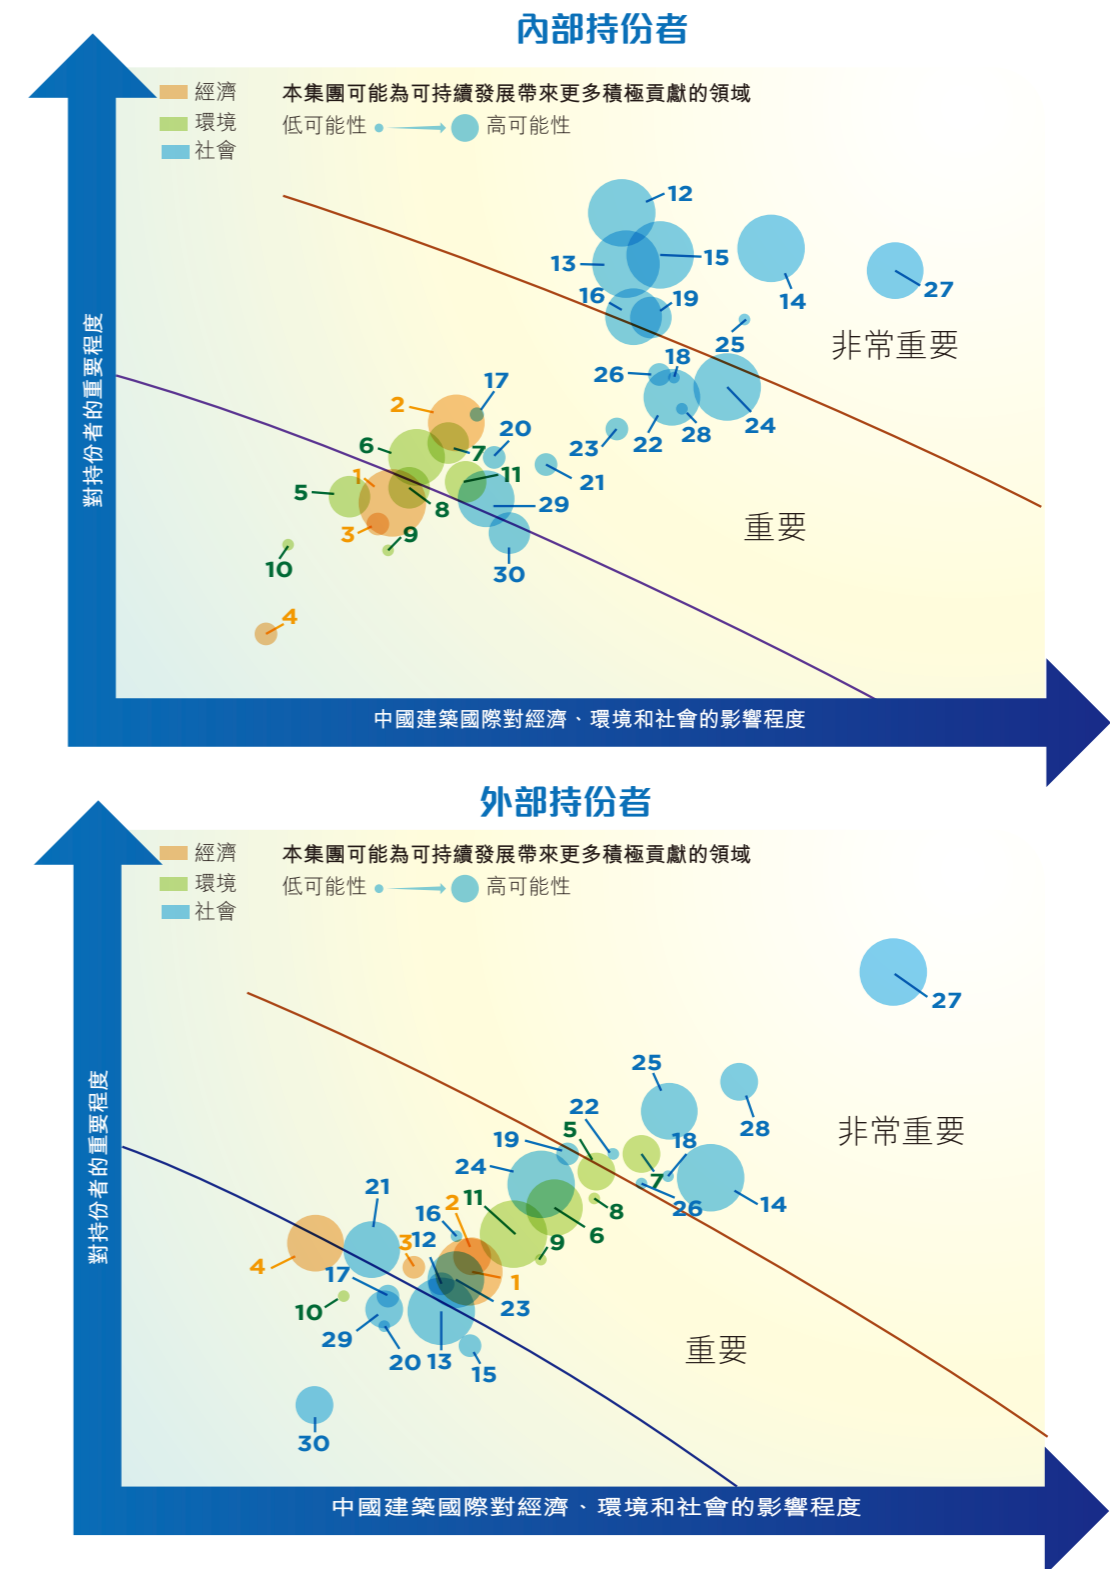 內部持份者
經濟
本集團可能為可持續發展帶來更多積極貢獻的領域
環境
低可能性
高可能性
社會
12
13
15
14
27
16
19
25
非常重要
18
26
17
2
24
20
23
22
28
6
7
21
1
11
5
8
29
3
9
重要
10
30
4
對持份者的重要程度
中國建築國際對經濟、環境和社會的影響程度
外部持份者
經濟
本集團可能為可持續發展帶來更多積極貢獻的領域
環境
低可能性
高可能性
社會
27
25
22
28
5
非常重要
19
18
24
7
21
11
2
14
26
16
8
6
3
12
9
4
17
1
10
23
29
重要
20
13
15
30
對持份者的重要程度
中國建築國際對經濟、環境和社會的影響程度